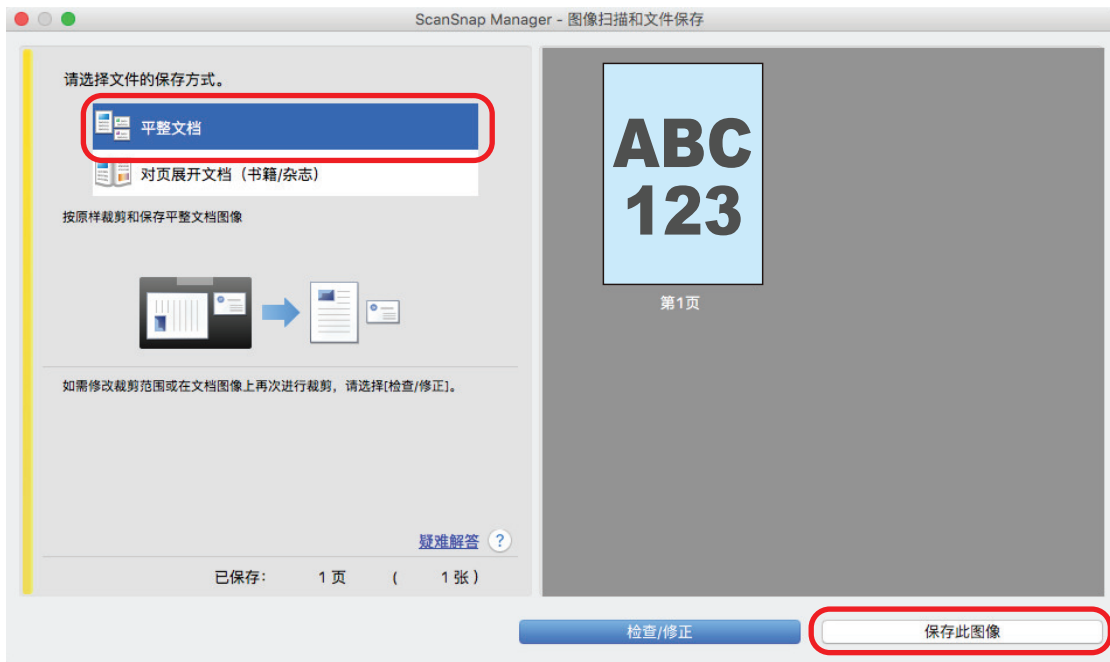 ScanSnap Manager - 图像扫描和文件保存
请选择文件的保存方式。
平整文档
对页展开文档（书籍/杂志）
按原样裁剪和保存平整文档图像
如需修改裁剪范围或在文档图像上再次进行裁剪，请选择[检查/修正]。
疑难解答 ?
已保存: 1 页 ( 1 张 )
ABC
123
第1页
检查/修正
保存此图像